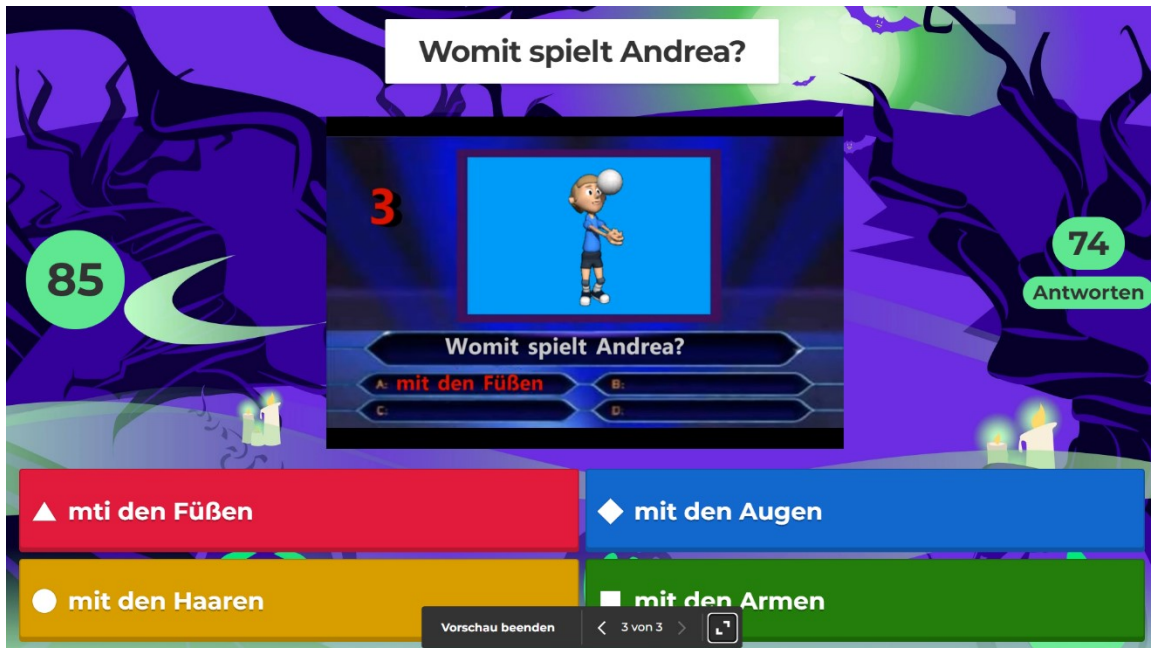 Womit spielt Andrea?
3
85
74
Antworten
Womit spielt Andrea?
A: mit den Füßen
B:
C:
D:
mti den Füßen
mit den Augen
mit den Haaren
mit den Armen
Vorschau beenden
3 von 3